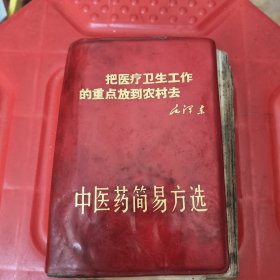 把医疗卫生工作
的重点放到农村去
毛泽东
中医药简易方选